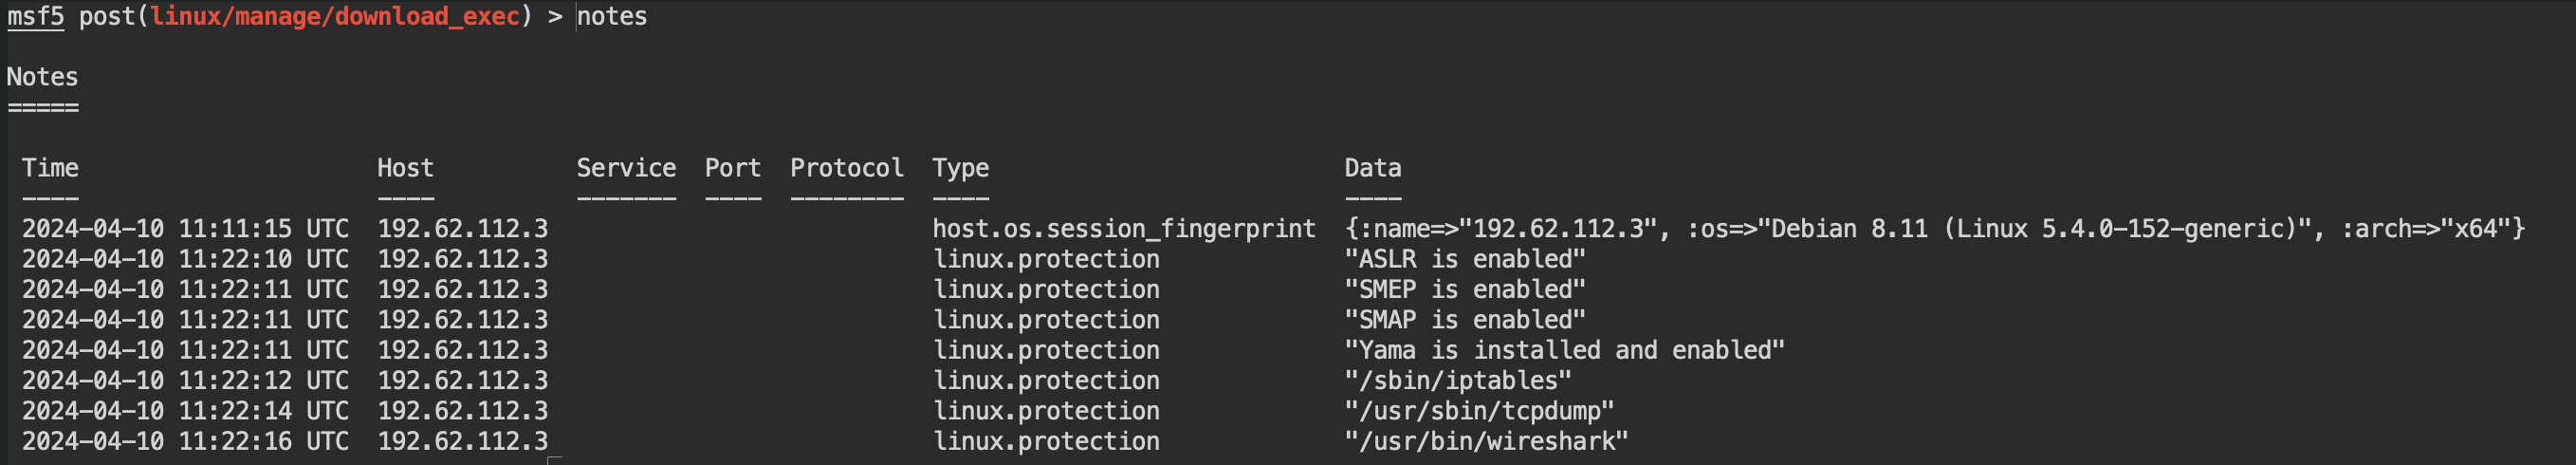 msf5 post(linux/manage/download_exec) > notes
Notes
=====
Time Host Service Port Protocol Type Data
---- ---- ------- ---- -------- ---- ----
2024-04-10 11:11:15 UTC 192.62.112.3 host.os.session_fingerprint {:name=>"192.62.112.3", :os=>"Debian 8.11 (Linux 5.4.0-152-generic)", :arch=>"x64"}
2024-04-10 11:22:10 UTC 192.62.112.3 linux.protection "ASLR is enabled"
2024-04-10 11:22:11 UTC 192.62.112.3 linux.protection "SMEP is enabled"
2024-04-10 11:22:11 UTC 192.62.112.3 linux.protection "SMAP is enabled"
2024-04-10 11:22:11 UTC 192.62.112.3 linux.protection "Yama is installed and enabled"
2024-04-10 11:22:12 UTC 192.62.112.3 linux.protection "/sbin/iptables"
2024-04-10 11:22:14 UTC 192.62.112.3 linux.protection "/usr/sbin/tcpdump"
2024-04-10 11:22:16 UTC 192.62.112.3 linux.protection "/usr/bin/wireshark"